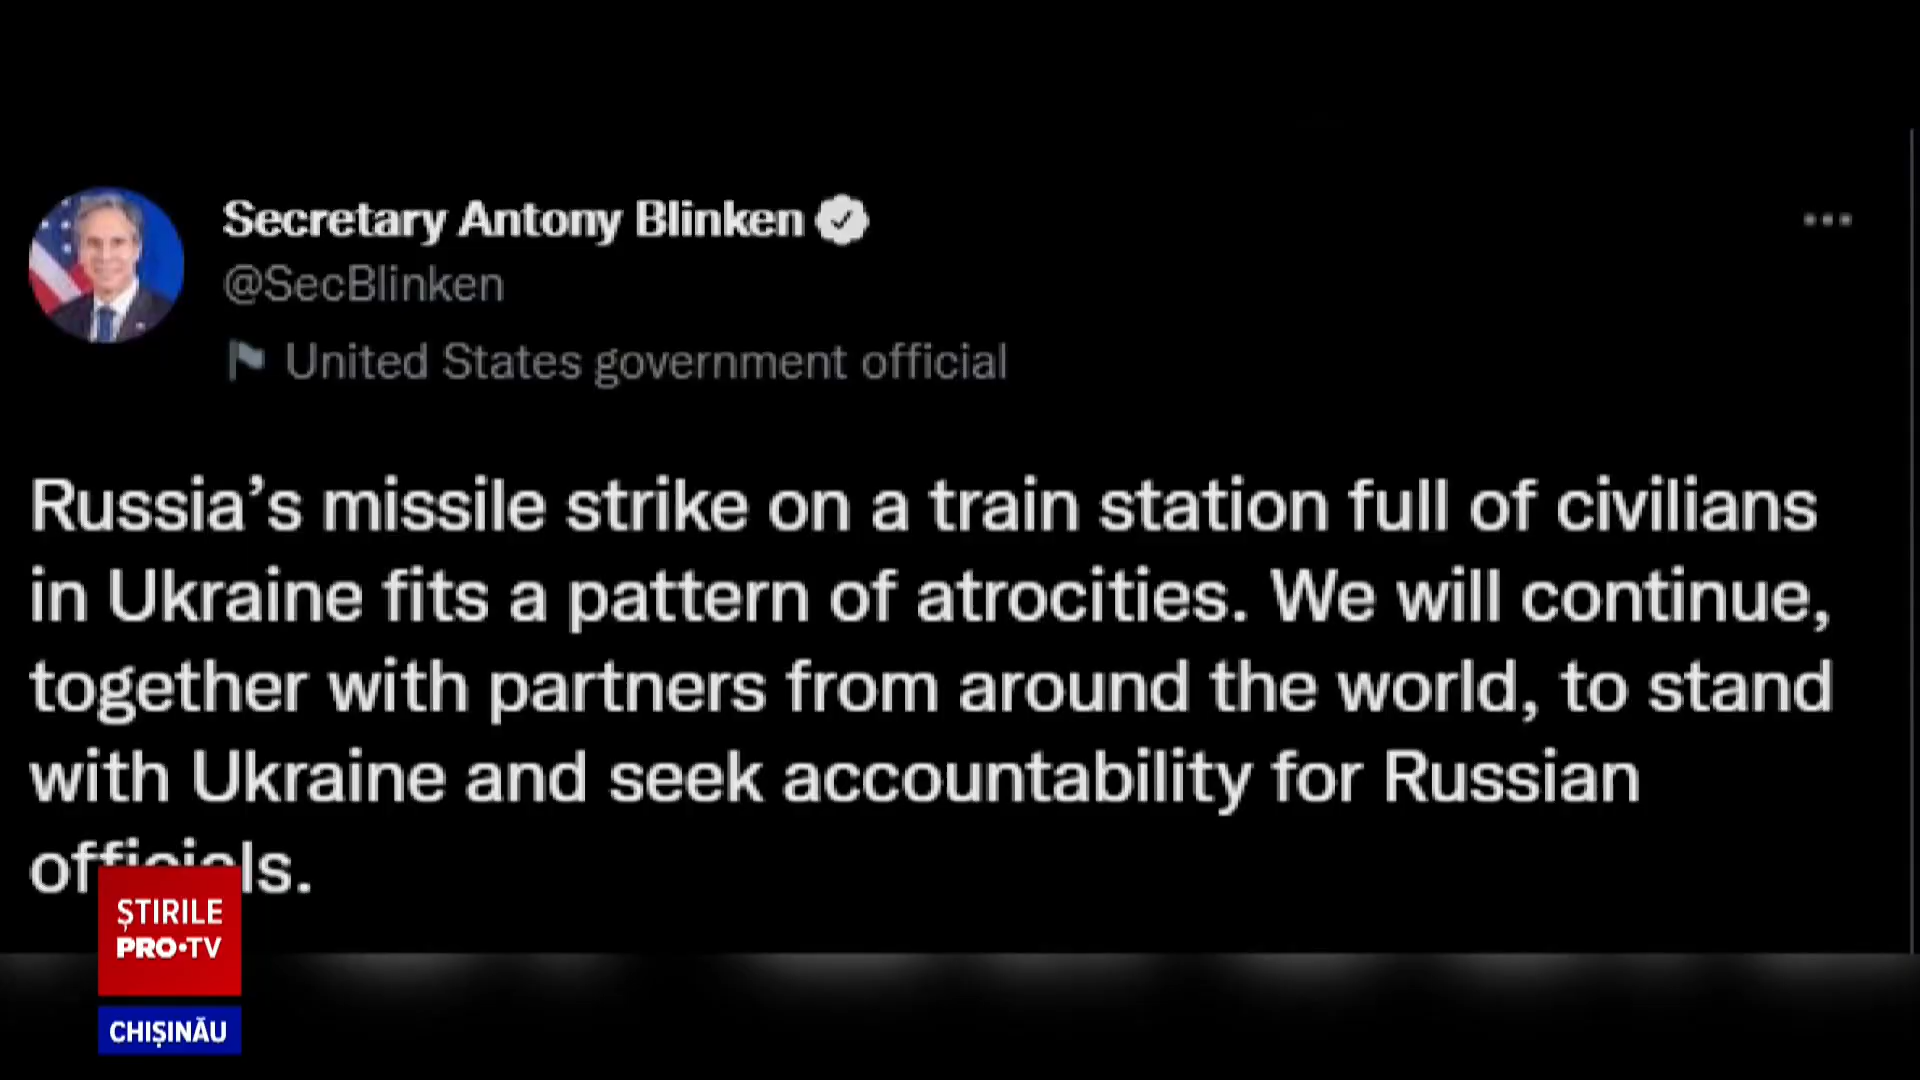 Secretary Antony Blinken
@SecBlinken
United States government official
Russia’s missile strike on a train station full of civilians
in Ukraine fits a pattern of atrocities. We will continue,
together with partners from around the world, to stand
with Ukraine and seek accountability for Russian
officials.
ȘTIRILE
PRO•TV
CHIȘINĂU